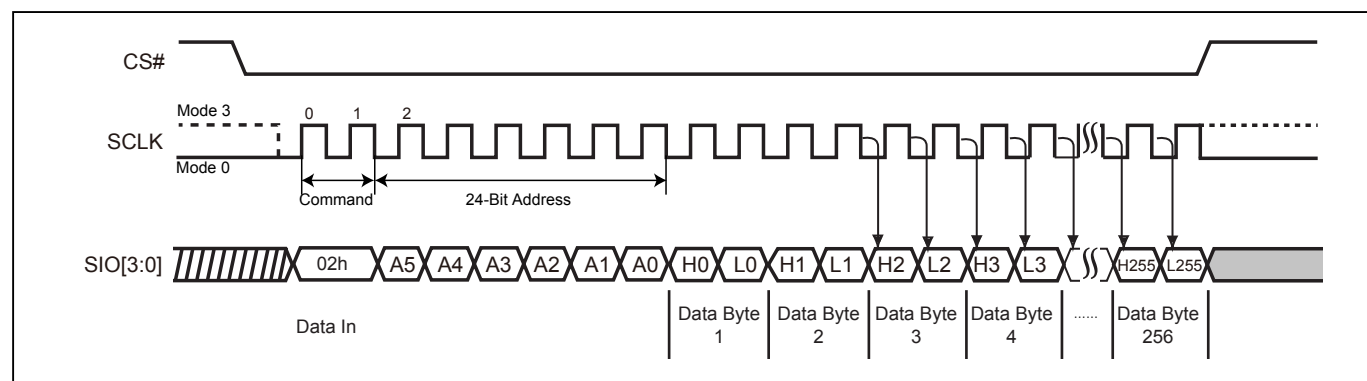 CS#
Mode 3
0 1 2
SCLK
Mode 0
Command
24-Bit Address
SIO[3:0]
02h A5 A4 A3 A2 A1 A0 H0 L0 H1 L1 H2 L2 H3 L3 H255 L255
Data In
Data Byte 1
Data Byte 2
Data Byte 3
Data Byte 4
......
Data Byte 256